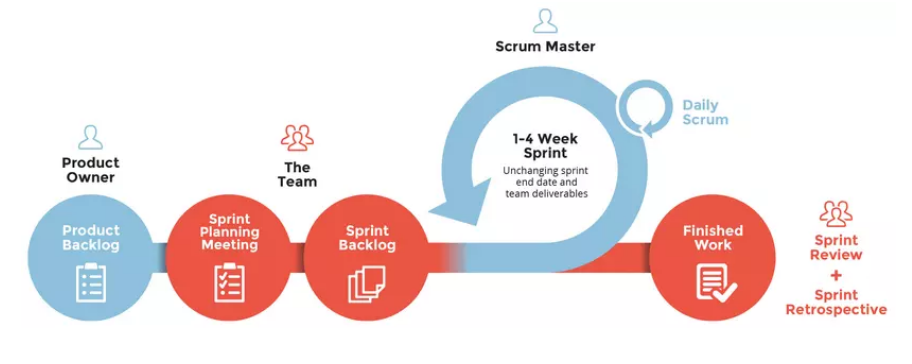 Scrum Master
Daily
Scrum
1-4 Week
Sprint
Unchanging sprint
end date and
team deliverables
Product
Owner
The
Team
Product
Backlog
Sprint
Planning
Meeting
Sprint
Backlog
Finished
Work
Sprint
Review
+
Sprint
Retrospective